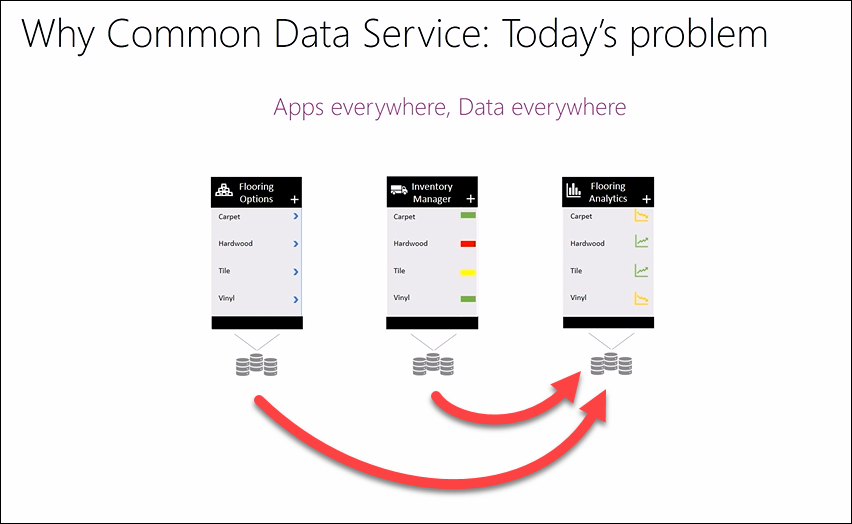 Why Common Data Service: Today’s problem
Apps everywhere, Data everywhere
Flooring
Options
+
Carpet
Hardwood
Tile
Vinyl
Inventory
Manager
+
Carpet
Hardwood
Tile
Vinyl
Flooring
Analytics
+
Carpet
Hardwood
Tile
Vinyl